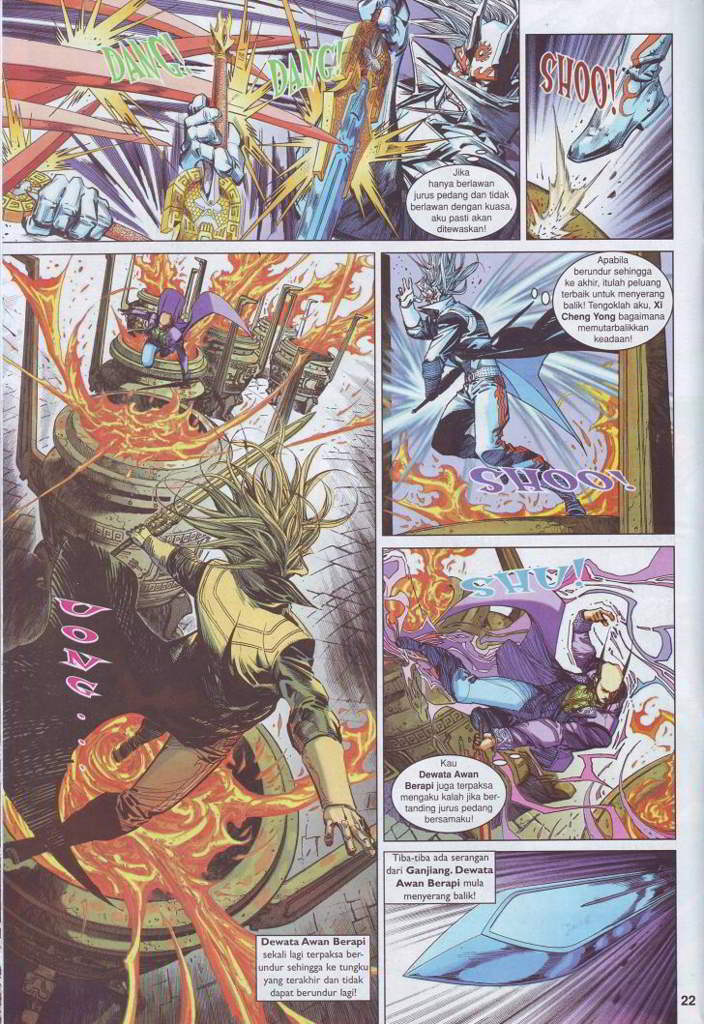 DANG!
DANG!
Jika
hanya berlawan
jurus pedang dan tidak
berlawan dengan kuasa,
aku pasti akan
ditewaskan!
SHOO!
DONG...
Dewata Awan Berapi
sekali lagi terpaksa ber-
undur sehingga ke tungku
yang terakhir dan tidak
dapat berundur lagi!
Apabila
berundur sehingga
ke akhir, itulah peluang
terbaik untuk menyerang
balik! Tengoklah aku, Xi
Cheng Yong bagaimana
memutarbalikkan
keadaan!
SHOO!
SHU!
Kau
Dewata Awan
Berapi juga terpaksa
mengaku kalah jika ber-
tanding jurus pedang
bersamaku!
Tiba-tiba ada serangan
dari Ganjiang. Dewata
Awan Berapi mula
menyerang balik!
22